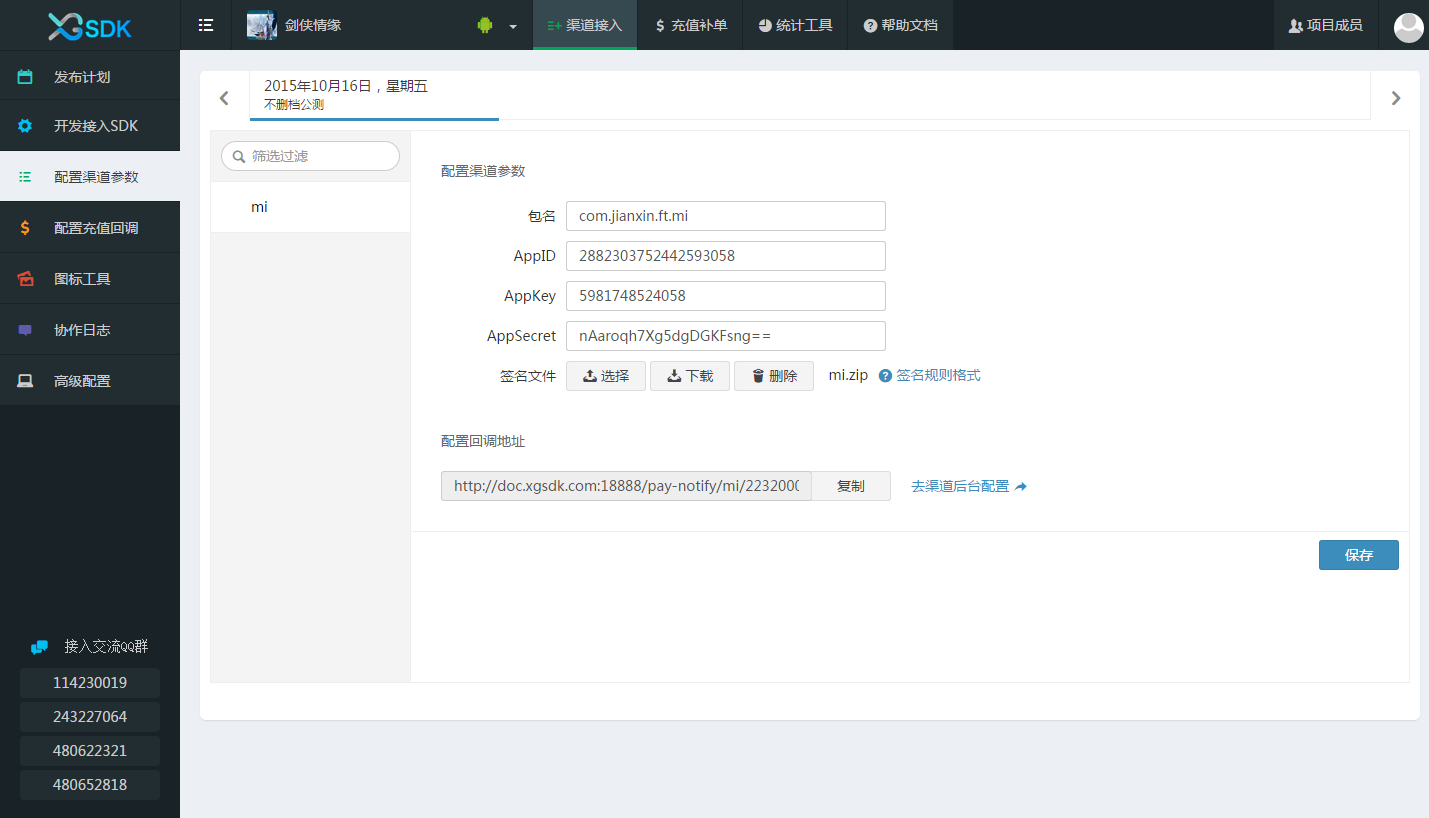 XGSDK
剑侠情缘
渠道接入
充值补单
统计工具
帮助文档
项目成员
发布计划
开发接入SDK
配置渠道参数
配置充值回调
图标工具
协作日志
高级配置
接入交流QQ群
114230019
243227064
480622321
480652818
2015年10月16日，星期五
不删档公测
筛选过滤
mi
配置渠道参数
包名 com.jianxin.ft.mi
AppID 2882303752442593058
AppKey 5981748524058
AppSecret nAaroqh7Xg5dgDGKFsng==
签名文件 选择 下载 删除 mi.zip 签名规则格式
配置回调地址
http://doc.xgsdk.com:18888/pay-notify/mi/2232000 复制 去渠道后台配置
保存